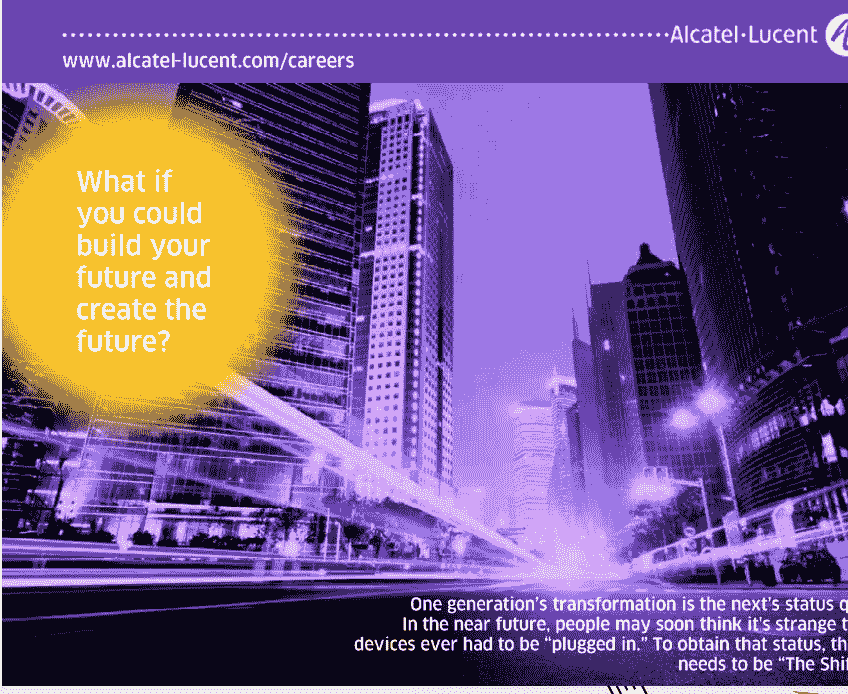 Alcatel·Lucent
www.alcatel-lucent.com/careers
What if
you could
build your
future and
create the
future?
One generation's transformation is the next's status
In the near future, people may soon think it's strange
devices ever had to be “plugged in.” To obtain that status,
needs to be “The